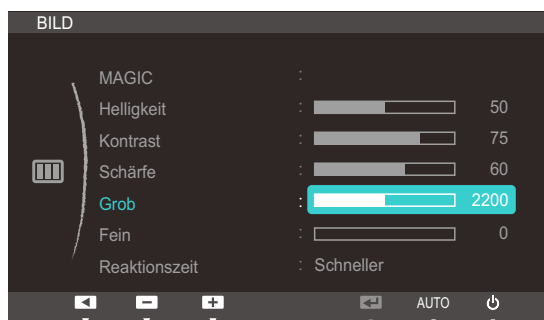 BILD
MAGIC :
Helligkeit : 50
Kontrast : 75
Schärfe : 60
Grob : 2200
Fein : 0
Reaktionszeit : Schneller
AUTO